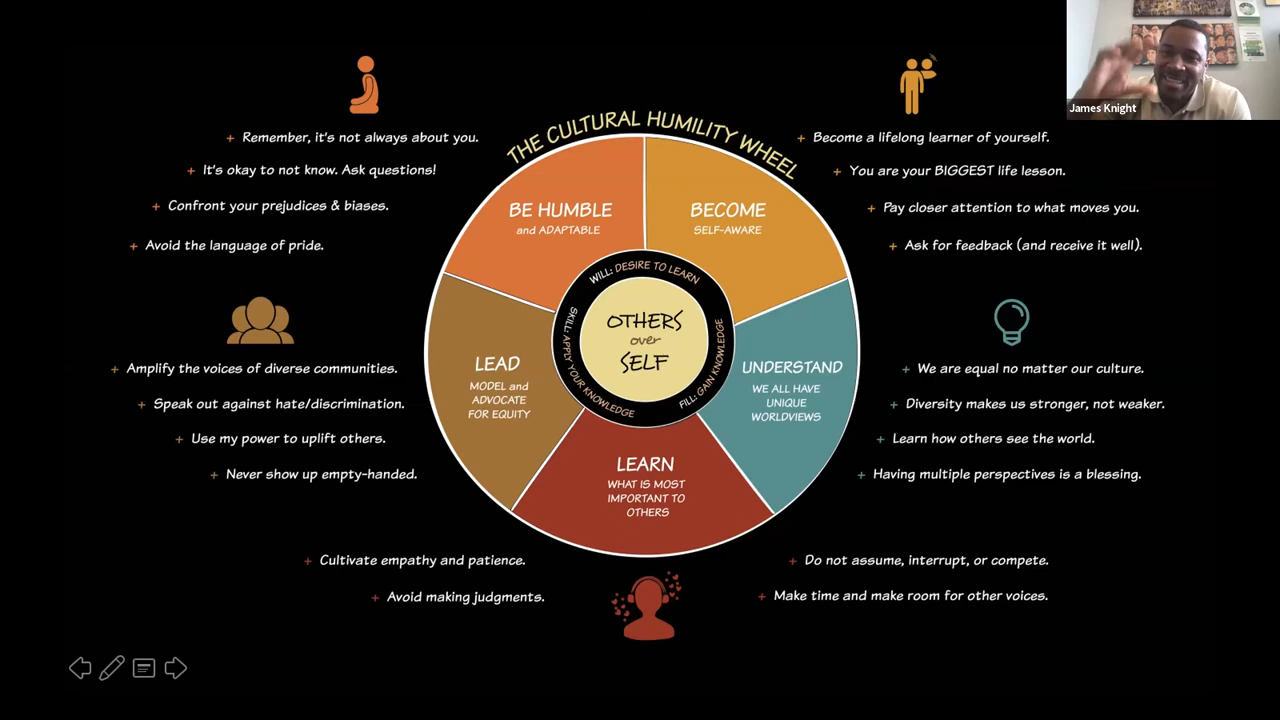 James Knight
THE CULTURAL HUMILITY WHEEL
+ Remember, it's not always about you.
+ It's okay to not know. Ask questions!
+ Confront your prejudices & biases.
+ Avoid the language of pride.
+ Become a lifelong learner of yourself.
+ You are your BIGGEST life lesson.
+ Pay closer attention to what moves you.
+ Ask for feedback (and receive it well).
BE HUMBLE
and ADAPTABLE
BECOME
SELF-AWARE
WILL: DESIRE TO LEARN
FILL: GAIN KNOWLEDGE
SKILL: APPLY YOUR KNOWLEDGE
OTHERS
over
SELF
LEAD
MODEL and
ADVOCATE
FOR EQUITY
UNDERSTAND
WE ALL HAVE
UNIQUE
WORLDVIEWS
LEARN
WHAT IS MOST
IMPORTANT TO
OTHERS
+ Amplify the voices of diverse communities.
+ Speak out against hate/discrimination.
+ Use my power to uplift others.
+ Never show up empty-handed.
+ We are equal no matter our culture.
+ Diversity makes us stronger, not weaker.
+ Learn how others see the world.
+ Having multiple perspectives is a blessing.
+ Cultivate empathy and patience.
+ Avoid making judgments.
+ Do not assume, interrupt, or compete.
+ Make time and make room for other voices.